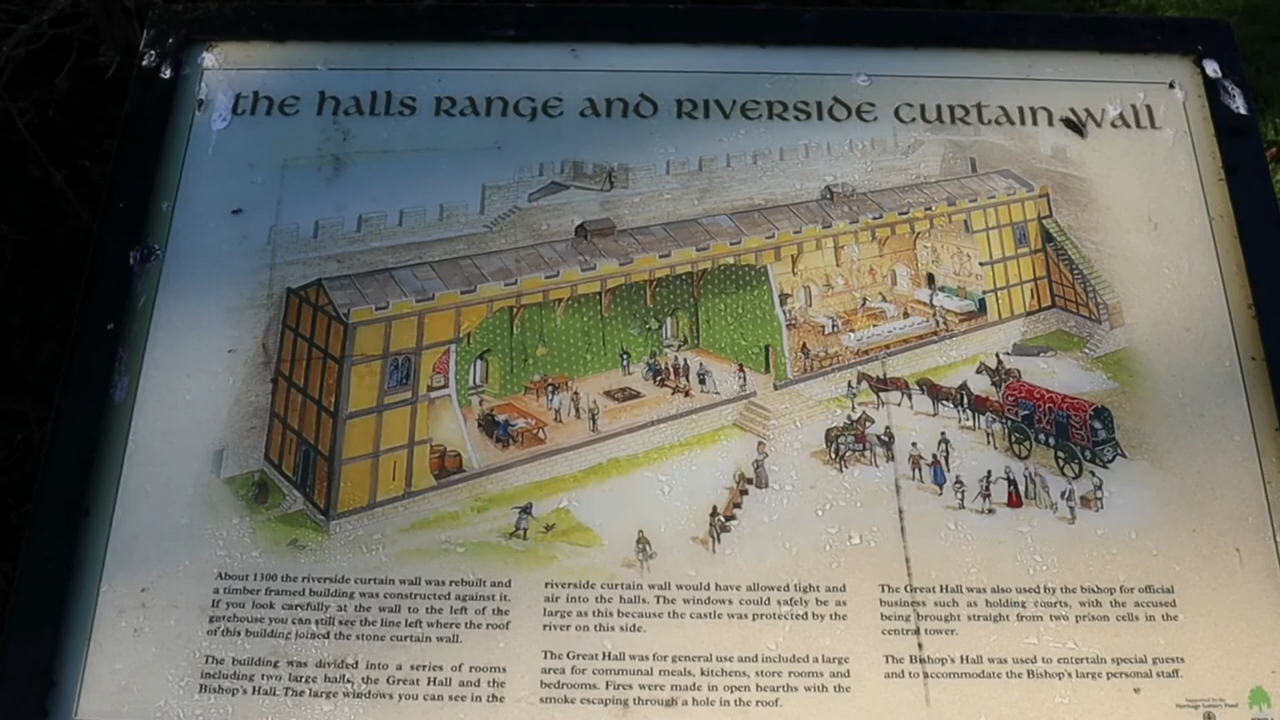 the halls range and riverside curtain wall
About 1300 the riverside curtain wall was rebuilt and
a timber framed building was constructed against it.
If you look carefully at the wall to the left of the
gatehouse you can still see the line left where the roof
of this building joined the stone curtain wall.
The building was divided into a series of rooms
including two large halls, the Great Hall and the
Bishop's Hall. The large windows you can see in the
riverside curtain wall would have allowed light and
air into the halls. The windows could safely be as
large as this because the castle was protected by the
river on this side.
The Great Hall was for general use and included a large
area for communal meals, kitchens, store rooms and
bedrooms. Fires were made in open hearths with the
smoke escaping through a hole in the roof.
The Great Hall was also used by the bishop for official
business such as holding courts, with the accused
being brought straight from two prison cells in the
central tower.
The Bishop's Hall was used to entertain special guests
and to accommodate the Bishop's large personal staff.
Heritage Lottery Fund